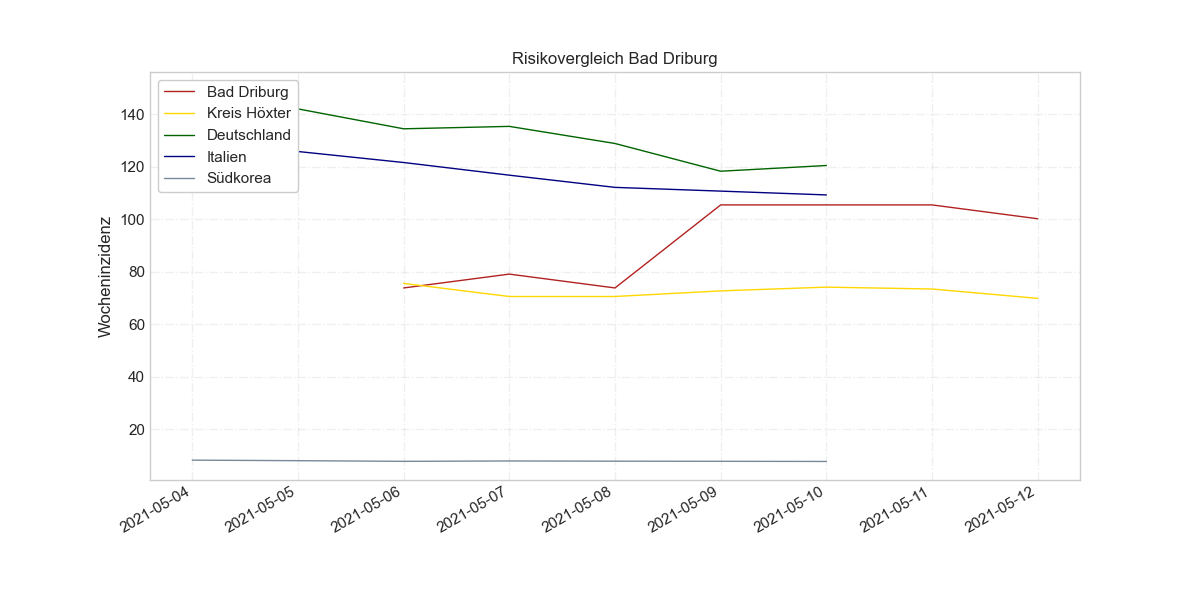 Risikovergleich Bad Driburg
Bad Driburg
Kreis Höxter
Deutschland
Italien
Südkorea
Wocheninzidenz
140
120
100
80
60
40
20
2021-05-04
2021-05-05
2021-05-06
2021-05-07
2021-05-08
2021-05-09
2021-05-10
2021-05-11
2021-05-12